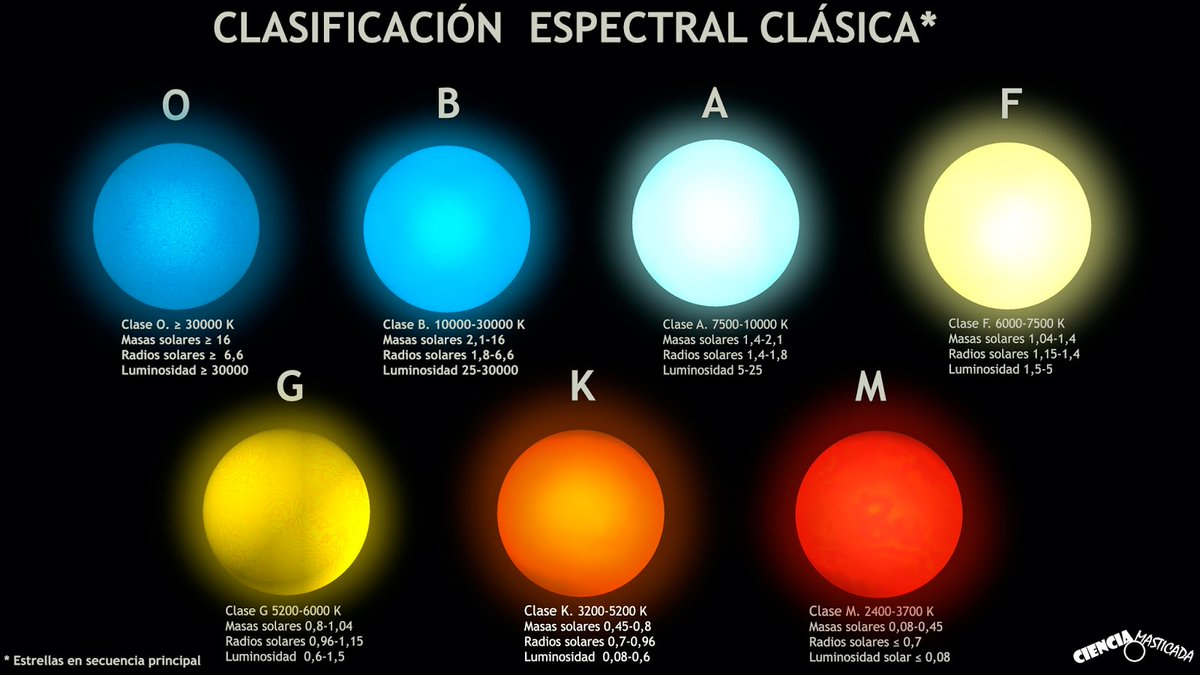 CLASIFICACIÓN ESPECTRAL CLÁSICA*
O
B
A
F
Clase O. ≥ 30000 K
Masas solares ≥ 16
Radios solares ≥ 6,6
Luminosidad ≥ 30000
Clase B. 10000-30000 K
Masas solares 2,1-16
Radios solares 1,8-6,6
Luminosidad 25-30000
Clase A. 7500-10000 K
Masas solares 1,4-2,1
Radios solares 1,4-1,8
Luminosidad 5-25
Clase F. 6000-7500 K
Masas solares 1,04-1,4
Radios solares 1,15-1,4
Luminosidad 1,5-5
G
K
M
Clase G 5200-6000 K
Masas solares 0,8-1,04
Radios solares 0,96-1,15
Luminosidad 0,6-1,5
Clase K. 3200-5200 K
Masas solares 0,45-0,8
Radios solares 0,7-0,96
Luminosidad 0,08-0,6
Clase M. 2400-3700 K
Masas solares 0,08-0,45
Radios solares ≤ 0,7
Luminosidad solar ≤ 0,08
* Estrellas en secuencia principal
CIENCIA MASTICADA